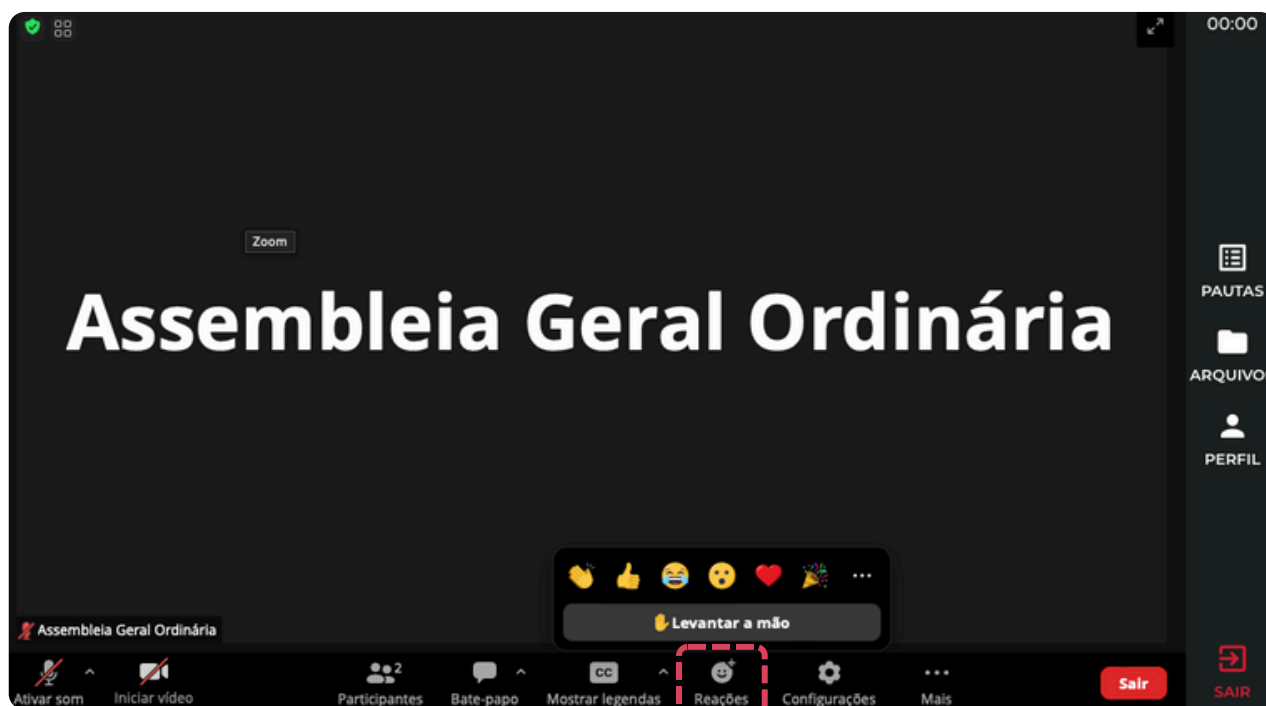 00:00
Zoom
Assembleia Geral Ordinária
PAUTAS
ARQUIVO
PERFIL
Levantar a mão
Assembleia Geral Ordinária
2
CC
Ativar som
Iniciar vídeo
Participantes
Bate-papo
Mostrar legendas
Reações
Configurações
Mais
Sair
SAIR